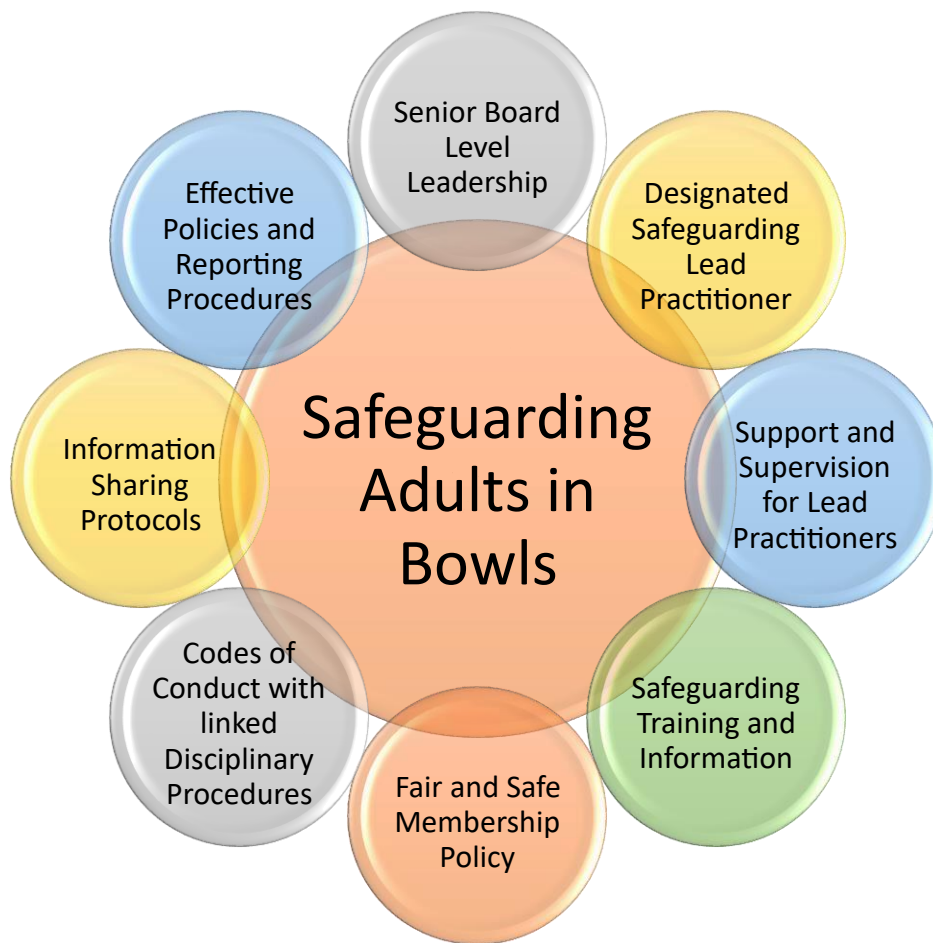 Senior Board
Level
Leadership
Designated
Safeguarding
Lead
Practitioner
Support and
Supervision
for Lead
Practitioners
Safeguarding
Training and
Information
Fair and Safe
Membership
Policy
Codes of
Conduct with
linked
Disciplinary
Procedures
Information
Sharing
Protocols
Effective
Policies and
Reporting
Procedures
Safeguarding
Adults in
Bowls